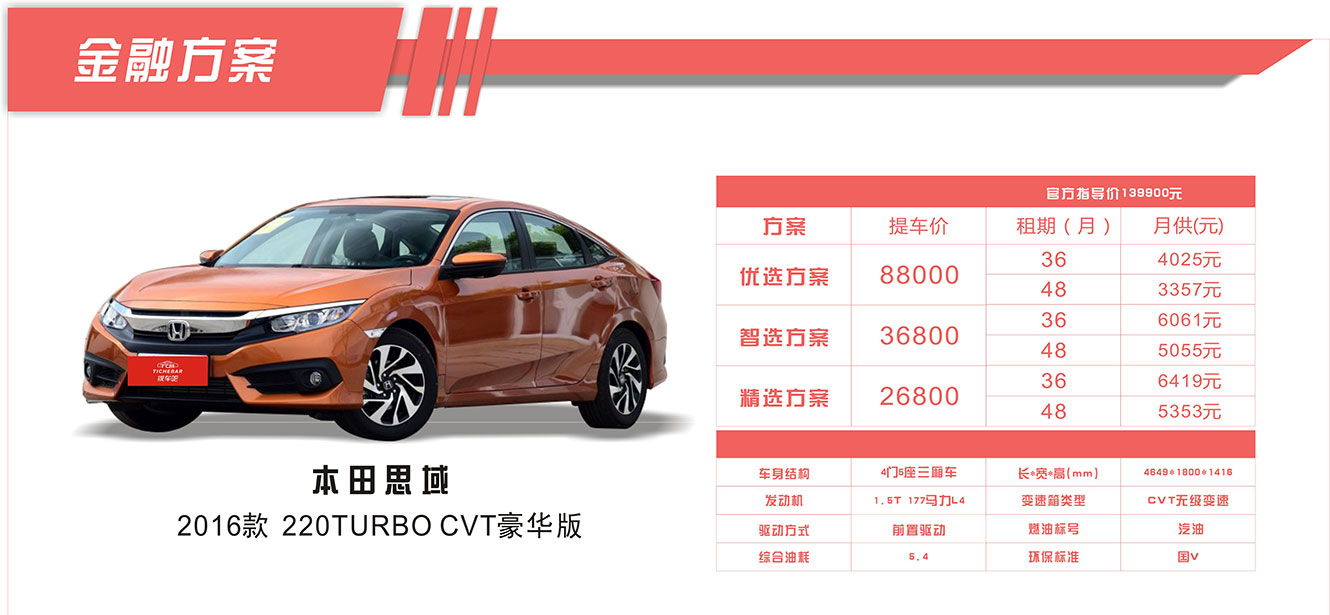 金融方案
官方指导价139900元
方案 提车价 租期（月） 月供(元)
优选方案 88000 36 4025元
48 3357元
智选方案 36800 36 6061元
48 5055元
精选方案 26800 36 6419元
48 5353元
车身结构 4门5座三厢车 长*宽*高(mm) 4649*1800*1416
发动机 1.5T 177马力L4 变速箱类型 CVT无级变速
驱动方式 前置驱动 燃油标号 汽油
综合油耗 5.4 环保标准 国V
TICHEBAR
提车吧
本田思域
2016款 220TURBO CVT豪华版